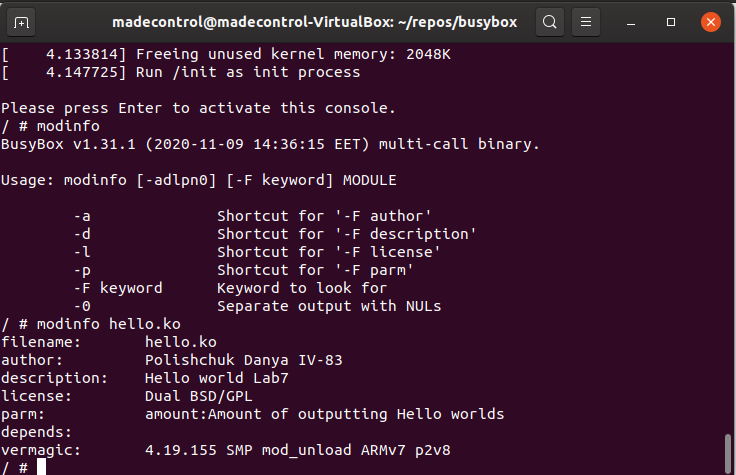 madecontrol@madecontrol-VirtualBox: ~/repos/busybox
[    4.133814] Freeing unused kernel memory: 2048K
[    4.147725] Run /init as init process
Please press Enter to activate this console.
/ # modinfo
BusyBox v1.31.1 (2020-11-09 14:36:15 EET) multi-call binary.
Usage: modinfo [-adlpn0] [-F keyword] MODULE
-a              Shortcut for '-F author'
-d              Shortcut for '-F description'
-l              Shortcut for '-F license'
-p              Shortcut for '-F parm'
-F keyword      Keyword to look for
-0              Separate output with NULs
/ # modinfo hello.ko
filename:       hello.ko
author:         Polishchuk Danya IV-83
description:    Hello world Lab7
license:        Dual BSD/GPL
parm:           amount:Amount of outputting Hello worlds
depends:
vermagic:       4.19.155 SMP mod_unload ARMv7 p2v8
/ #